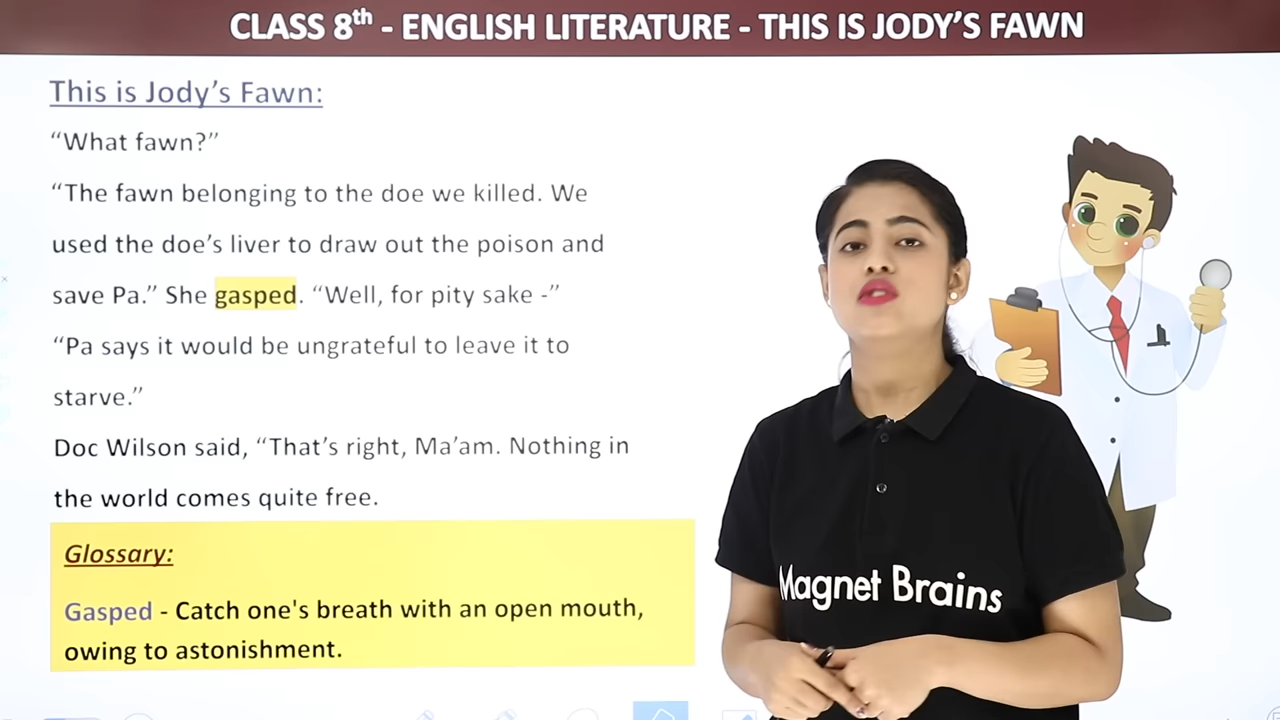 CLASS 8th - ENGLISH LITERATURE - THIS IS JODY'S FAWN
This is Jody's Fawn:
“What fawn?”
“The fawn belonging to the doe we killed. We
used the doe's liver to draw out the poison and
save Pa.” She gasped. “Well, for pity sake -”
“Pa says it would be ungrateful to leave it to
starve.”
Doc Wilson said, “That's right, Ma'am. Nothing in
the world comes quite free.
Glossary:
Gasped - Catch one's breath with an open mouth,
owing to astonishment.
Magnet Brains